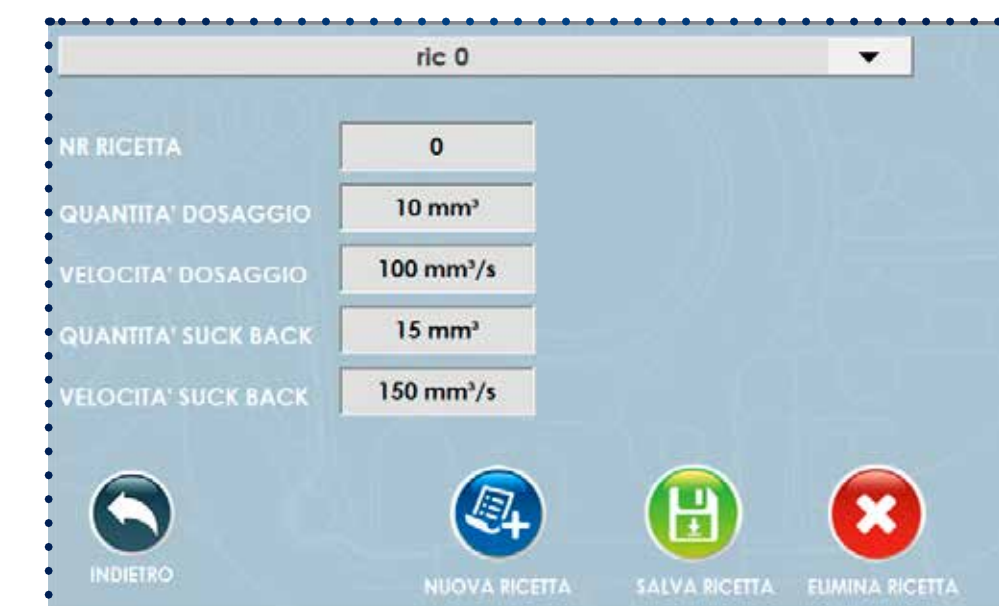 ric 0
NR RICETTA 0
QUANTITA' DOSAGGIO 10 mm³
VELOCITA' DOSAGGIO 100 mm³/s
QUANTITA' SUCK BACK 15 mm³
VELOCITA' SUCK BACK 150 mm³/s
INDIETRO
NUOVA RICETTA SALVA RICETTA ELIMINA RICETTA